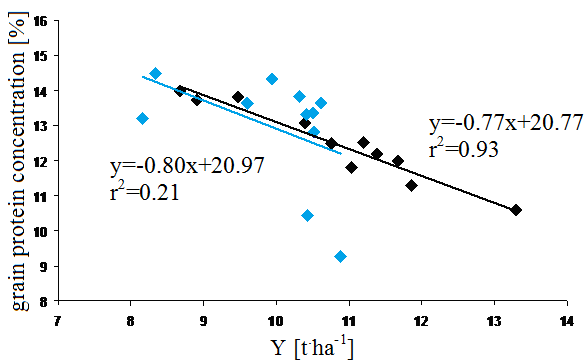 grain protein concentration [%]
16
15
14
13
12
11
10
9
8
y=-0.77x+20.77
r²=0.93
y=-0.80x+20.97
r²=0.21
7 8 9 10 11 12 13 14
Y [t·ha⁻¹]